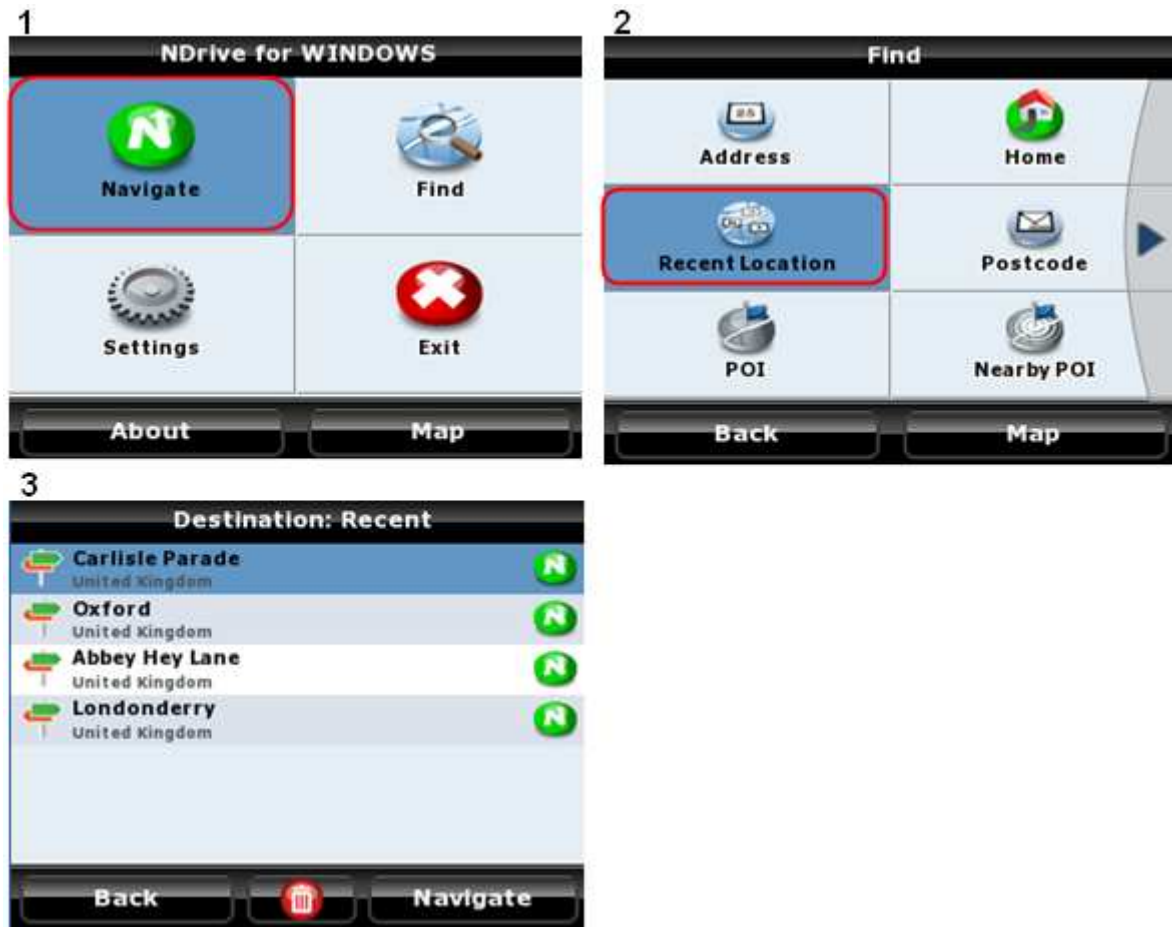 1
NDrive for WINDOWS
Navigate
Find
Settings
Exit
About
Map
2
Find
Address
Home
Recent Location
Postcode
POI
Nearby POI
Back
Map
3
Destination: Recent
Carlisle Parade
United Kingdom
Oxford
United Kingdom
Abbey Hey Lane
United Kingdom
Londonderry
United Kingdom
Back
Navigate